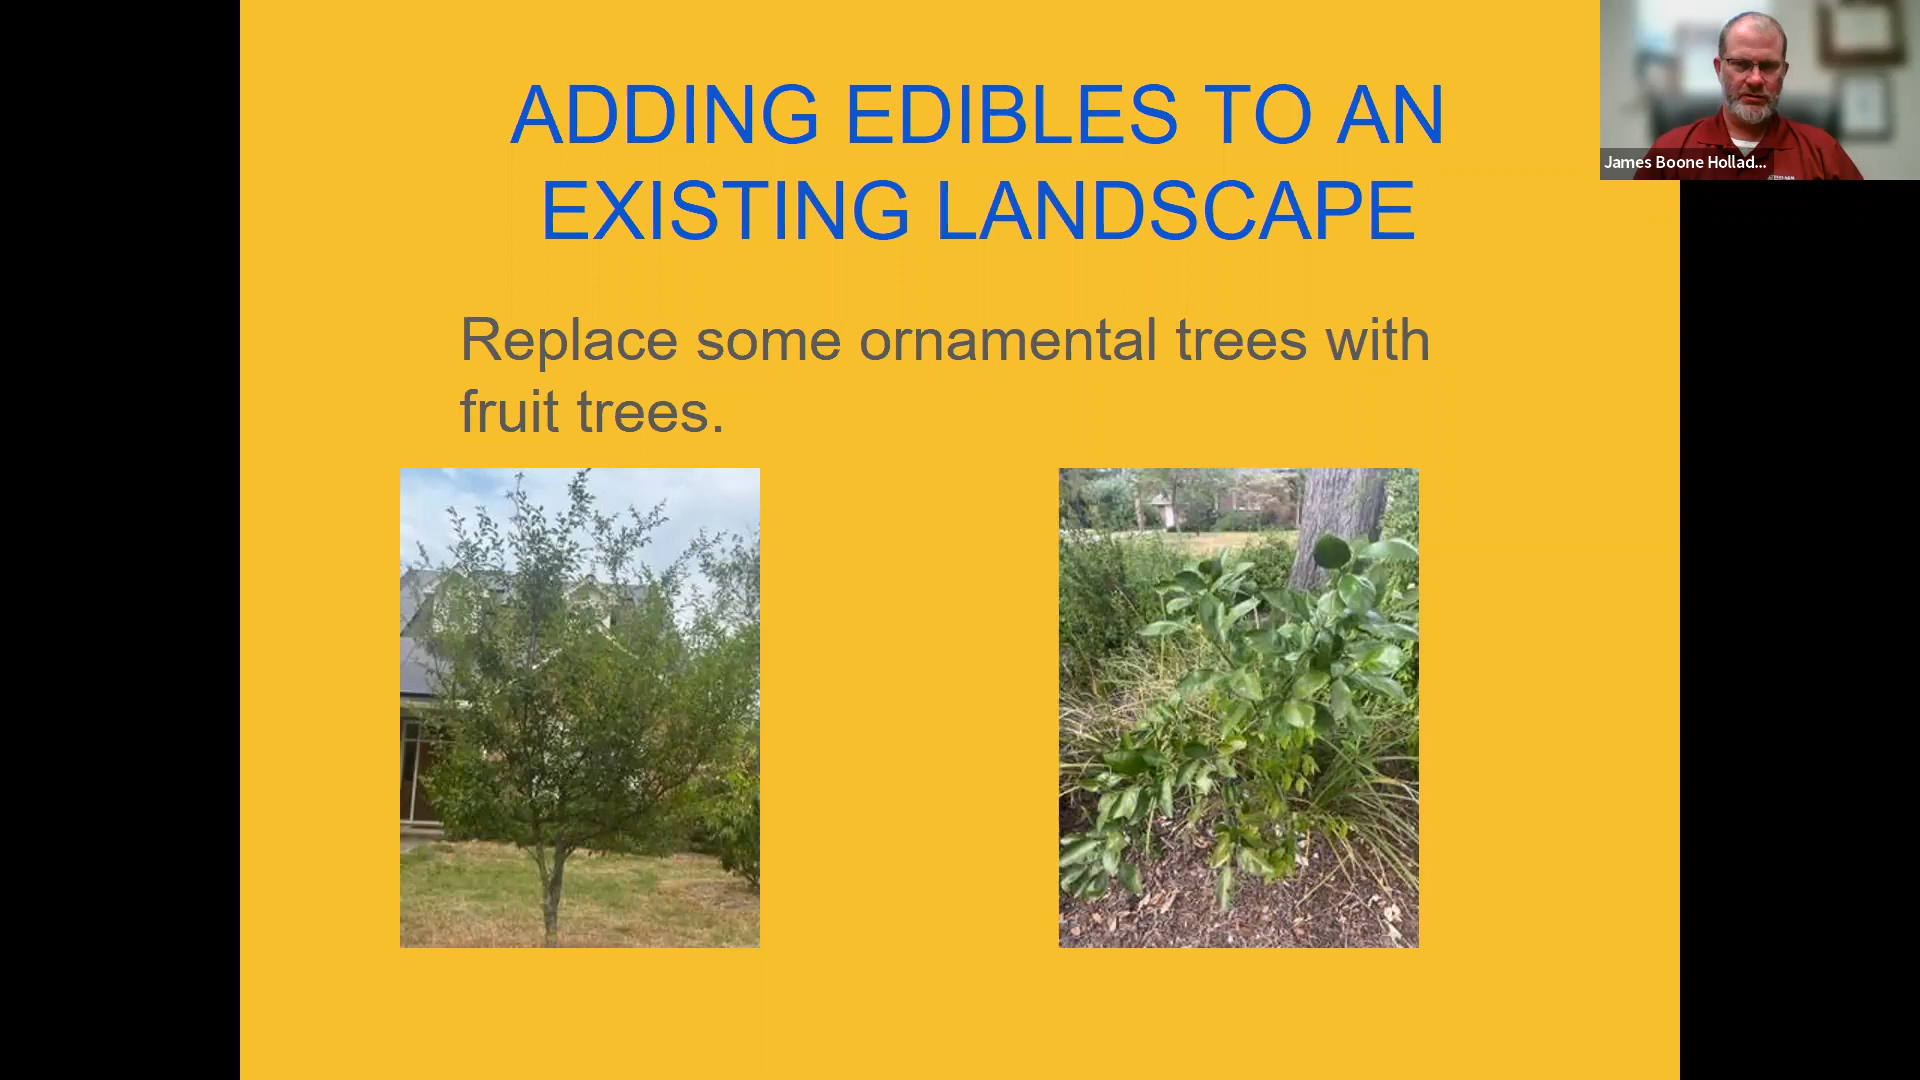 ADDING EDIBLES TO AN
EXISTING LANDSCAPE
Replace some ornamental trees with
fruit trees.
James Boone Hollad...